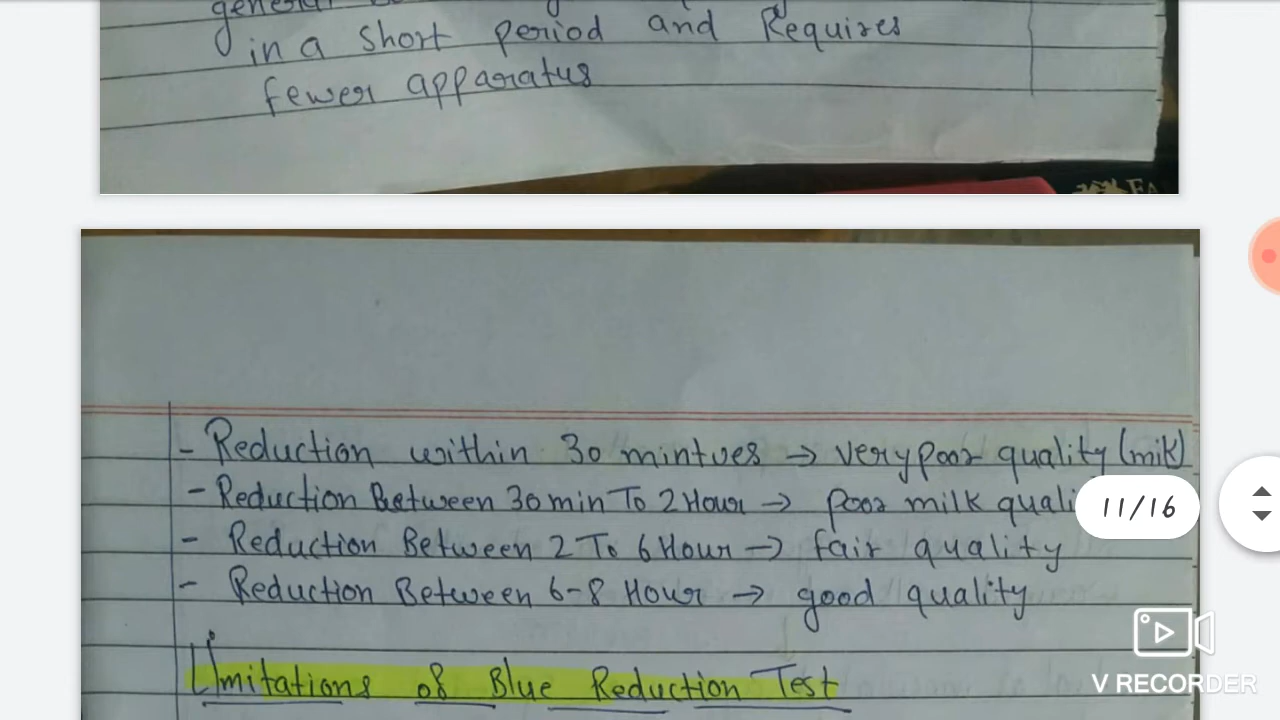 general
in a short period and Requires
fewer apparatus
FA
- Reduction within 30 mintues → very poor quality (milk)
- Reduction Between 30 min To 2 Hour → poor milk quali
11/16
- Reduction Between 2 To 6 Hour → fair quality
- Reduction Between 6-8 Hour → good quality
Limitations of Blue Reduction Test
V RECORDER